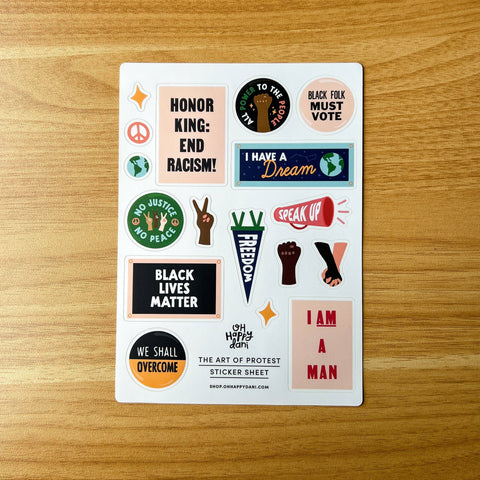 HONOR
KING:
END
RACISM!
ALL POWER TO THE PEOPLE
BLACK FOLK
MUST
VOTE
I HAVE A
Dream
NO JUSTICE
NO PEACE
FREEDOM
SPEAK UP
BLACK
LIVES
MATTER
WE SHALL
OVERCOME
I AM
A
MAN
OH
Happy
dani
THE ART OF PROTEST
STICKER SHEET
SHOP.OHHAPPYDANI.COM